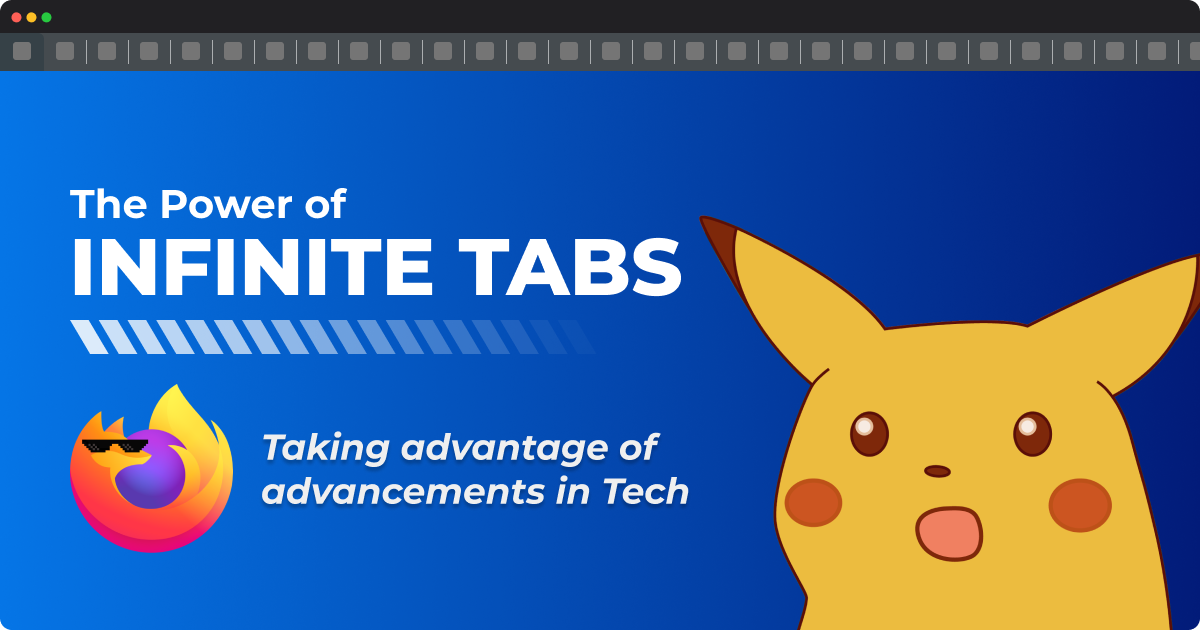 The Power of
INFINITE TABS
Taking advantage of
advancements in Tech